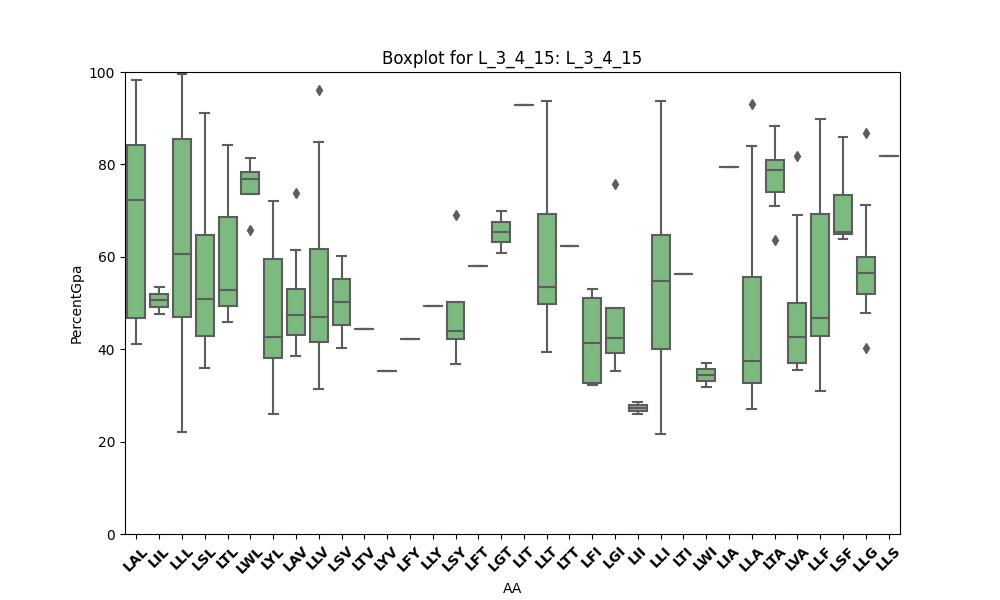 Boxplot for L_3_4_15: L_3_4_15
PercentGpa
100
80
60
40
20
0
LAL LIL LLL LSL LTL LWL LYL LAV LLV LSV LTV LYV LFY LLY LSY LFT LGT LIT LLT LTT LFI LGI LII LLI LTI LWI LIA LLA LTA LVA LLF LSF LLG LLS
AA